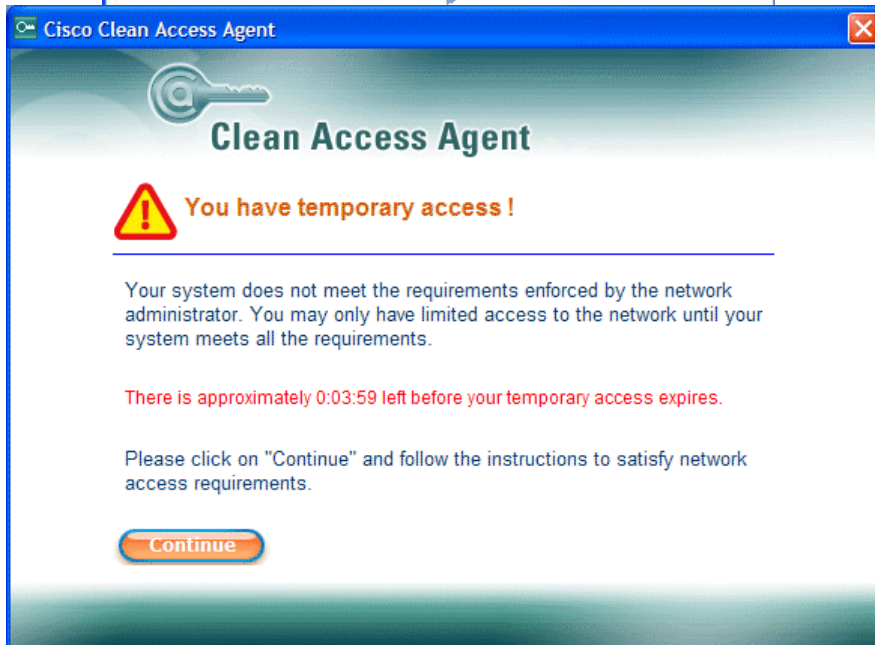 Cisco Clean Access Agent
Clean Access Agent
You have temporary access !
Your system does not meet the requirements enforced by the network
administrator. You may only have limited access to the network until your
system meets all the requirements.
There is approximately 0:03:59 left before your temporary access expires.
Please click on "Continue" and follow the instructions to satisfy network
access requirements.
Continue